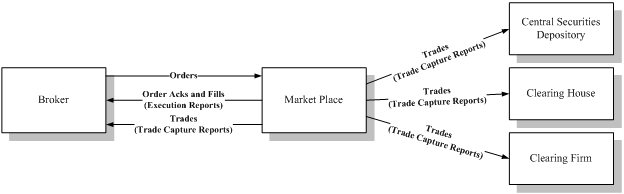 Broker
Orders
Order Acks and Fills
(Execution Reports)
Trades
(Trade Capture Reports)
Market Place
Trades
(Trade Capture Reports)
Trades
(Trade Capture Reports)
Trades
(Trade Capture Reports)
Central Securities
Depository
Clearing House
Clearing Firm